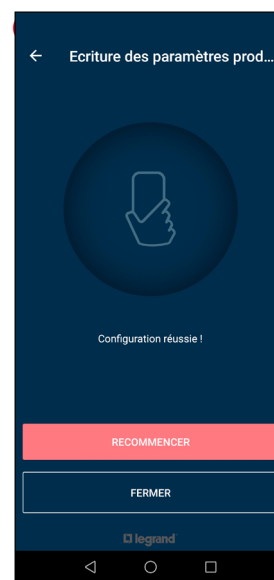 Ecriture des paramètres prod...
Configuration réussie !
RECOMMENCER
FERMER
legrand